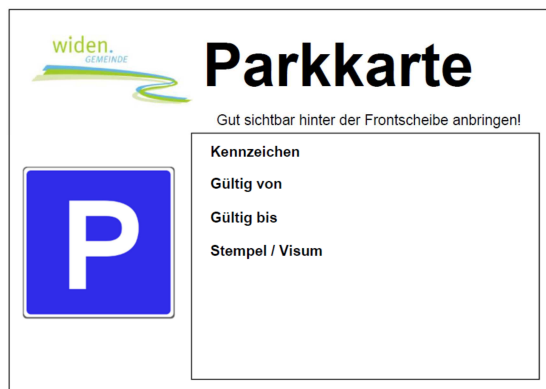 widen.
GEMEINDE
Parkkarte
Gut sichtbar hinter der Frontscheibe anbringen!
Kennzeichen
Gültig von
Gültig bis
Stempel / Visum
P